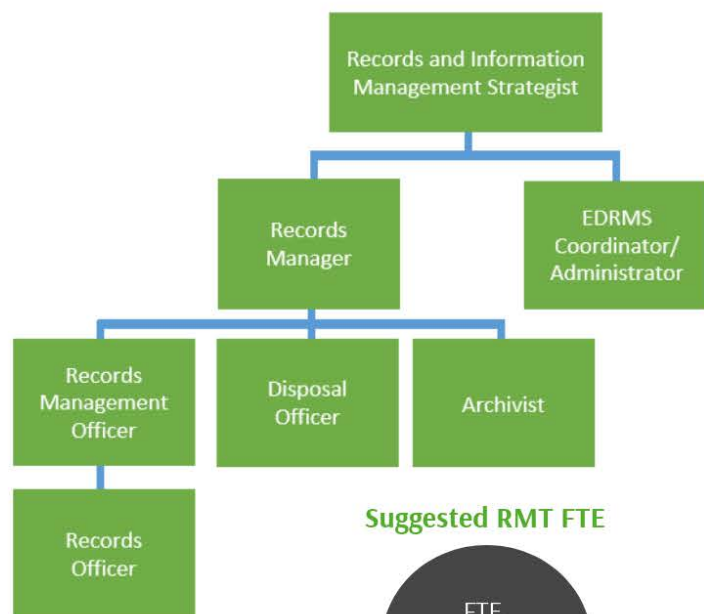 Records and Information
Management Strategist
Records
Manager
EDRMS
Coordinator/
Administrator
Records
Management
Officer
Disposal
Officer
Archivist
Records
Officer
Suggested RMT FTE
FTE